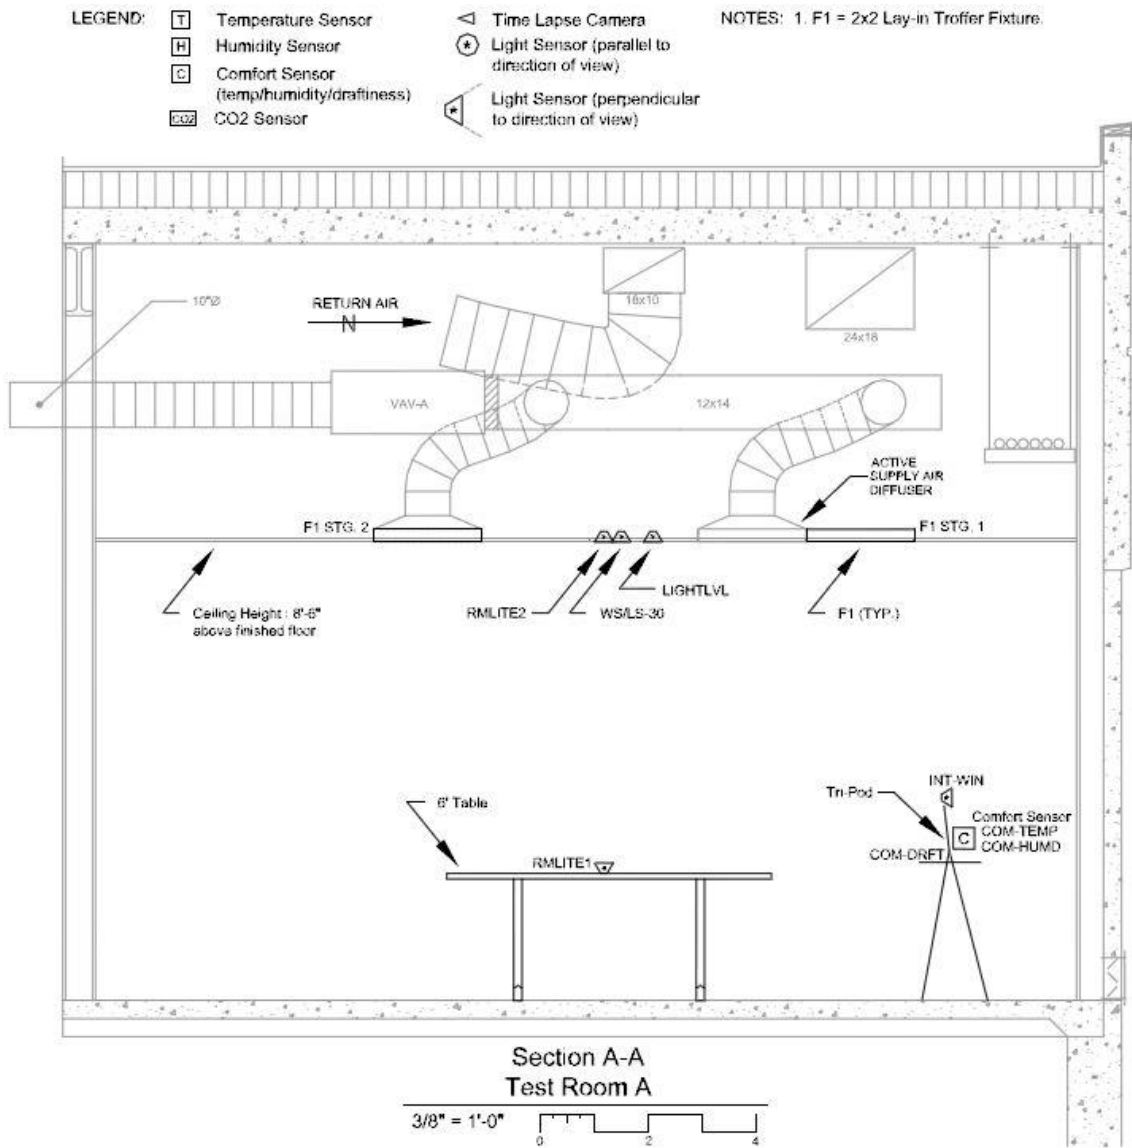 LEGEND:
T Temperature Sensor
H Humidity Sensor
C Comfort Sensor
(temp/humidity/draftiness)
CO2 CO2 Sensor
Time Lapse Camera
Light Sensor (parallel to
direction of view)
Light Sensor (perpendicular
to direction of view)
NOTES: 1. F1 = 2x2 Lay-in Troffer Fixture.
10"Ø
RETURN AIR
N
18x10
24x18
VAV-A
12x14
ACTIVE
SUPPLY AIR
DIFFUSER
F1 STG. 2
F1 STG. 1
LIGHTLVL
RMLITE2
WS/LS-30
F1 (TYP.)
Ceiling Height : 8'-6"
above finished floor
6' Table
RMLITE1
INT-WIN
Tri-Pod
Comfort Sensor
C COM-TEMP
COM-HUMD
COM-DRFT
Section A-A
Test Room A
3/8" = 1'-0"
0 2 4